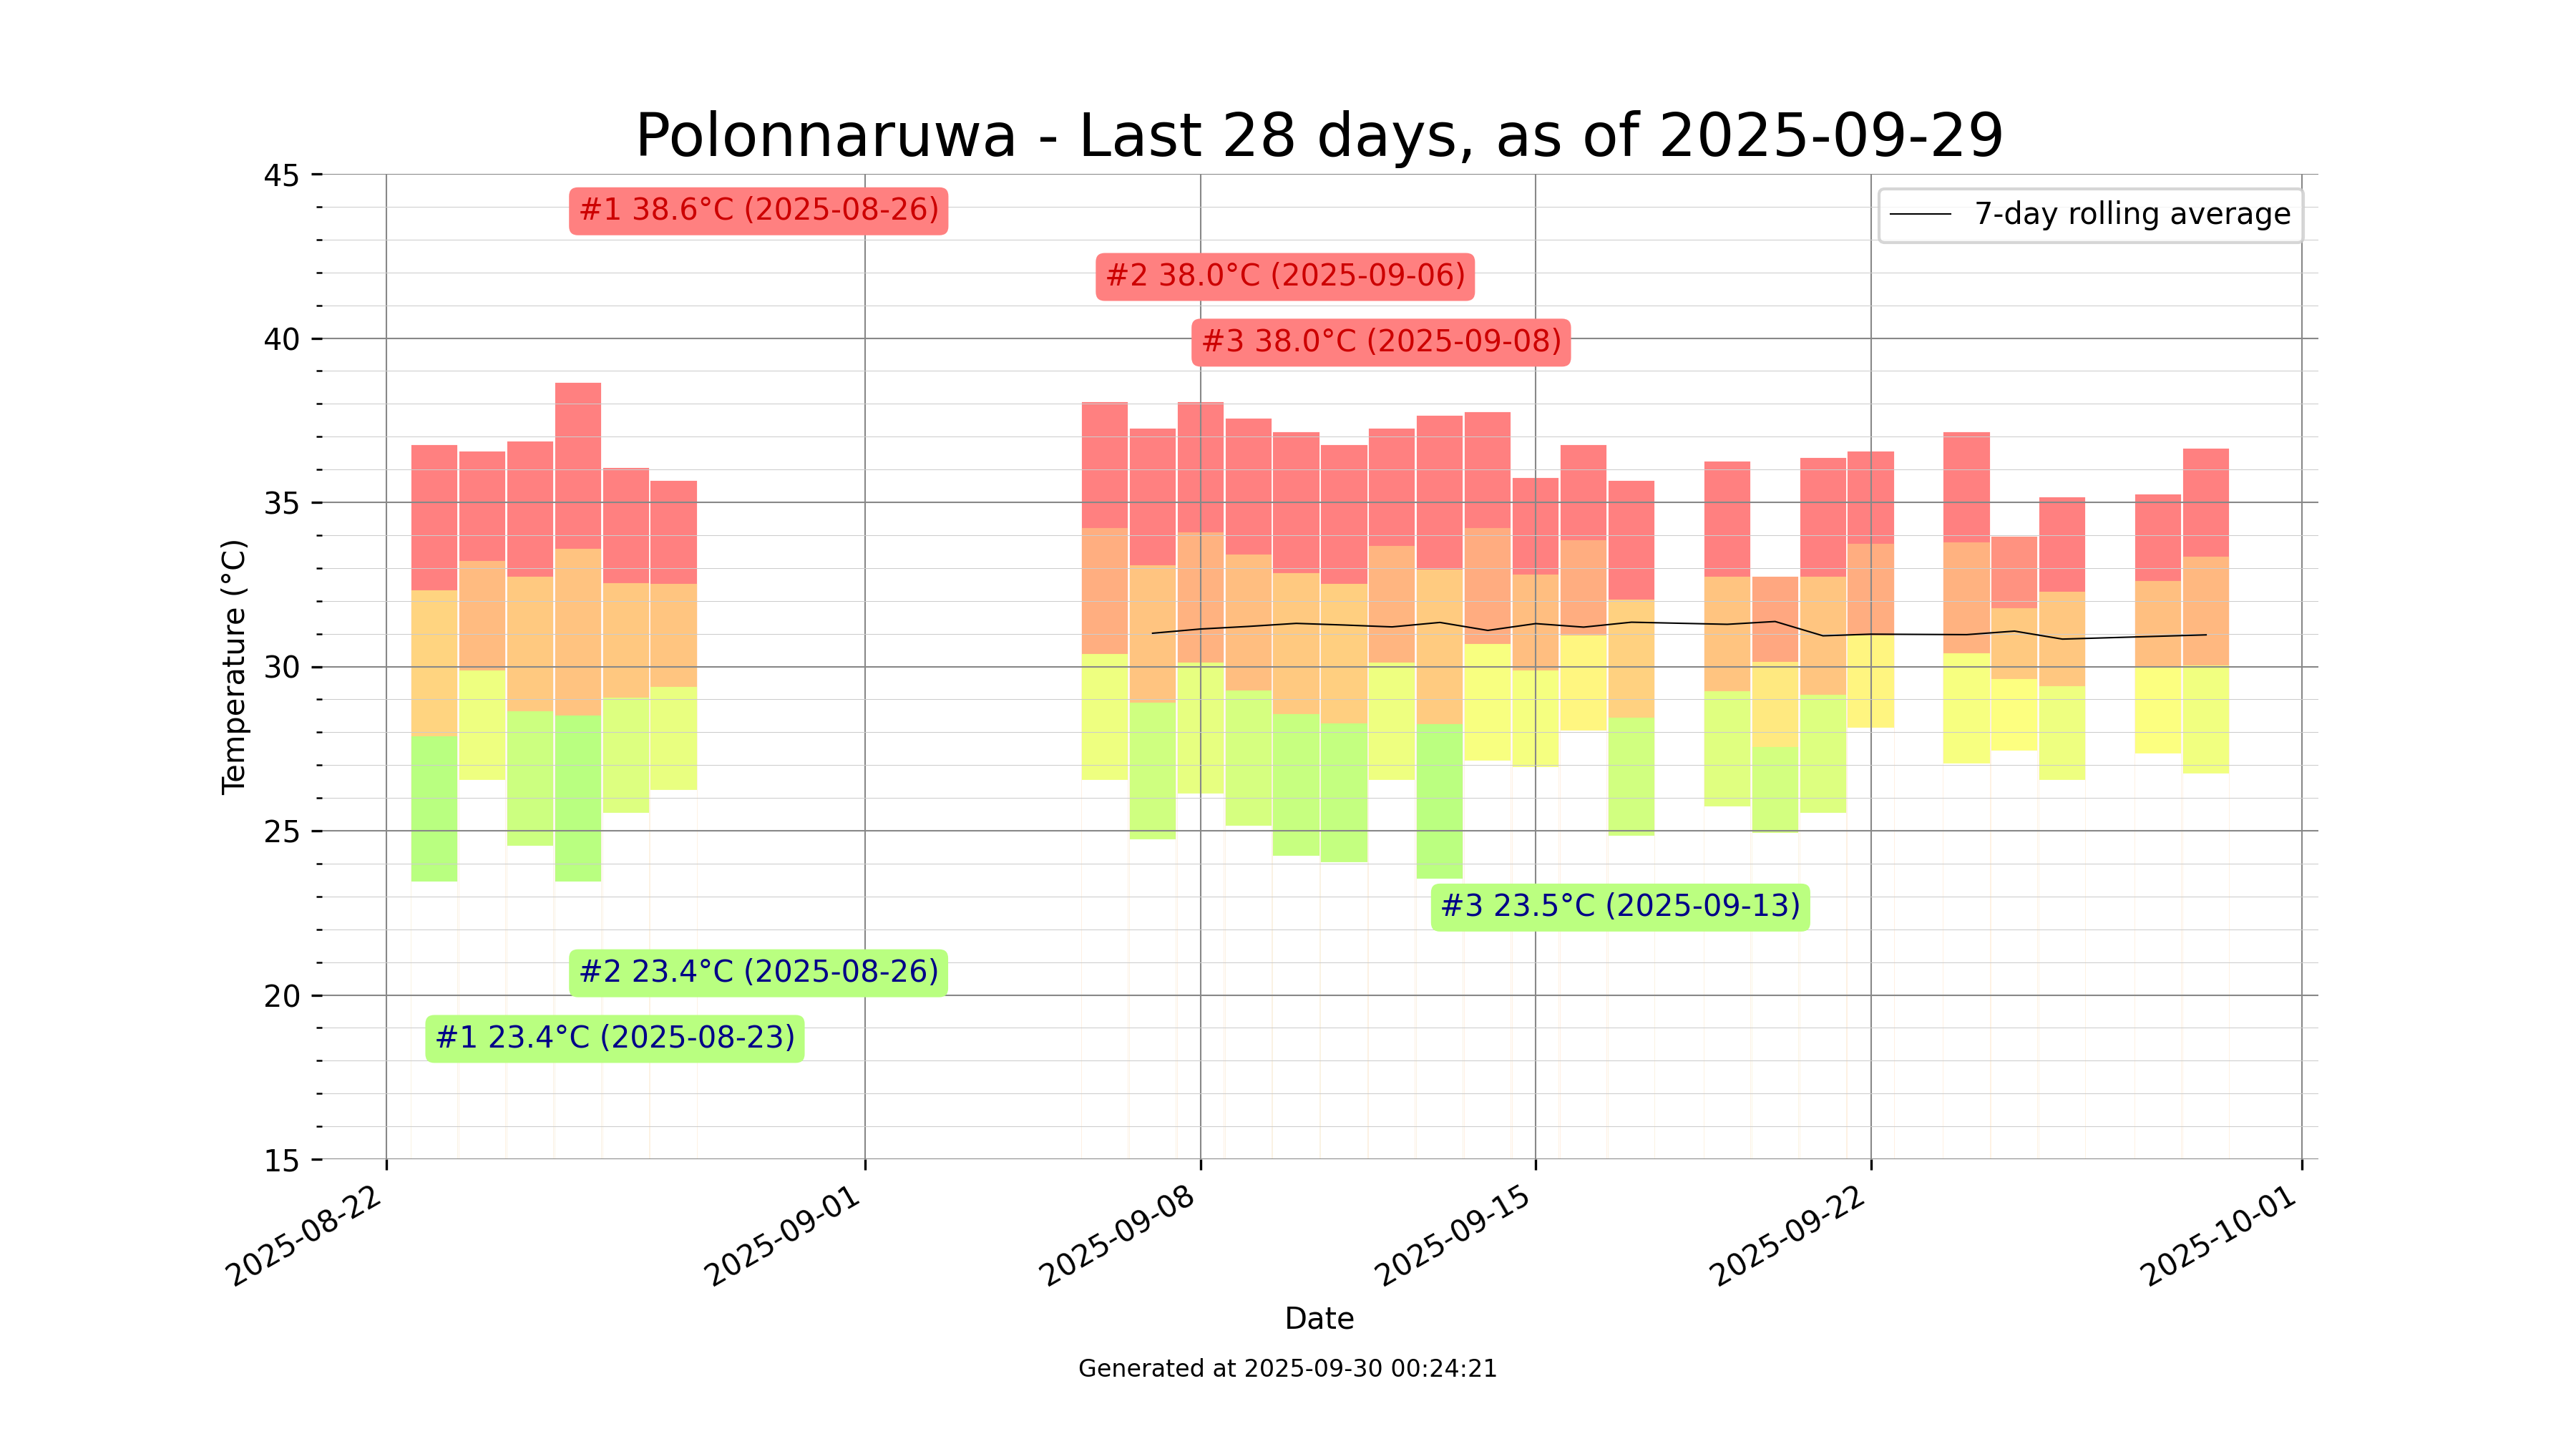 Polonnaruwa - Last 28 days, as of 2025-09-29
45
#1 38.6°C (2025-08-26)
7-day rolling average
#2 38.0°C (2025-09-06)
40
#3 38.0°C (2025-09-08)
35
Temperature (°C)
30
25
#3 23.5°C (2025-09-13)
#2 23.4°C (2025-08-26)
20
#1 23.4°C (2025-08-23)
15
2025-08-22
2025-09-01
2025-09-08
2025-09-15
2025-09-22
2025-10-01
Date
Generated at 2025-09-30 00:24:21